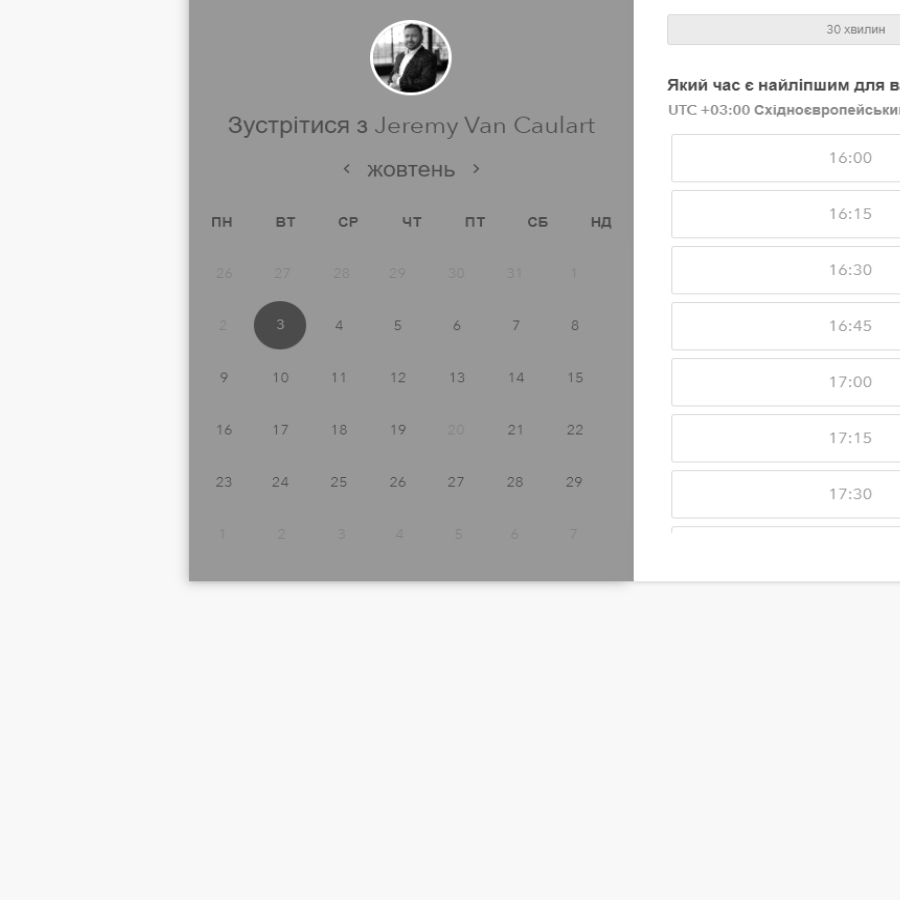 Зустрітися з Jeremy Van Caulart
жовтень
ПН ВТ СР ЧТ ПТ СБ НД
26 27 28 29 30 31 1
2 3 4 5 6 7 8
9 10 11 12 13 14 15
16 17 18 19 20 21 22
23 24 25 26 27 28 29
1 2 3 4 5 6 7
30 хвилин
Який час є найліпшим для в
UTC +03:00 Східноєвропейськи
16:00
16:15
16:30
16:45
17:00
17:15
17:30